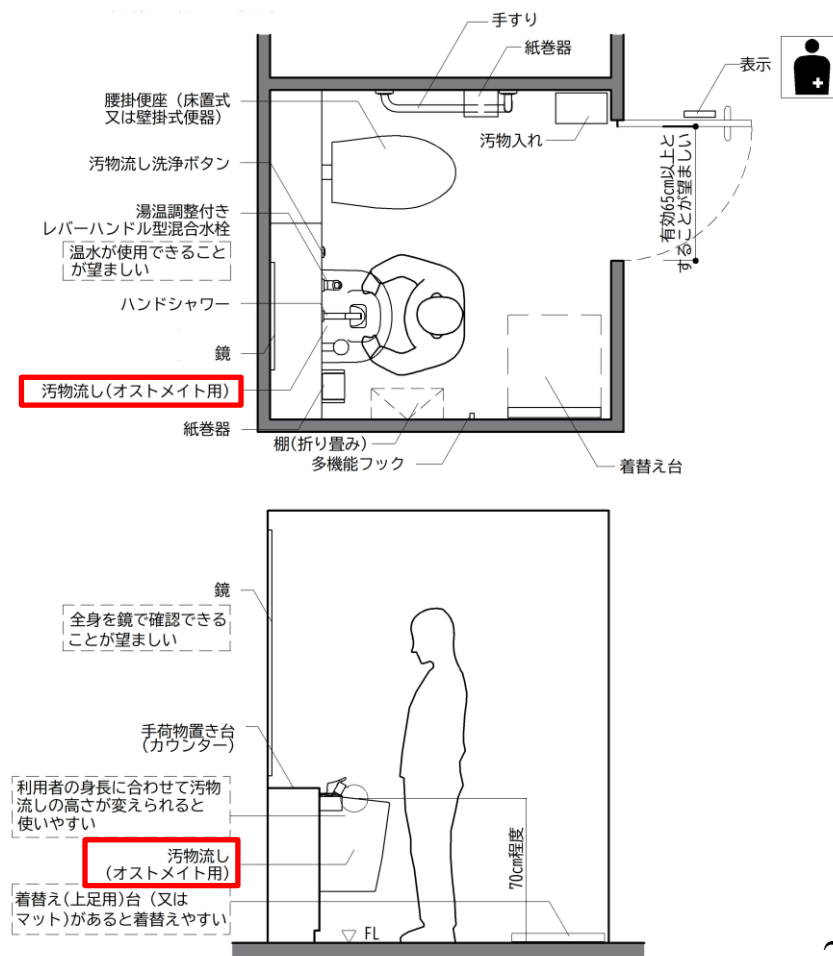 手すり
紙巻器
表示
腰掛便座（床置式
又は壁掛式便器）
汚物入れ
汚物流し洗浄ボタン
有効65cm以上と
することが望ましい
湯温調整付き
レバーハンドル型混合水栓
温水が使用できること
が望ましい
ハンドシャワー
鏡
汚物流し(オストメイト用)
紙巻器
棚(折り畳み)
多機能フック
着替え台
鏡
全身を鏡で確認できる
ことが望ましい
手荷物置き台
(カウンター)
利用者の身長に合わせて汚物
流しの高さが変えられると
使いやすい
汚物流し
(オストメイト用)
70cm程度
着替え(上足用)台（又は
マット)があると着替えやすい
FL